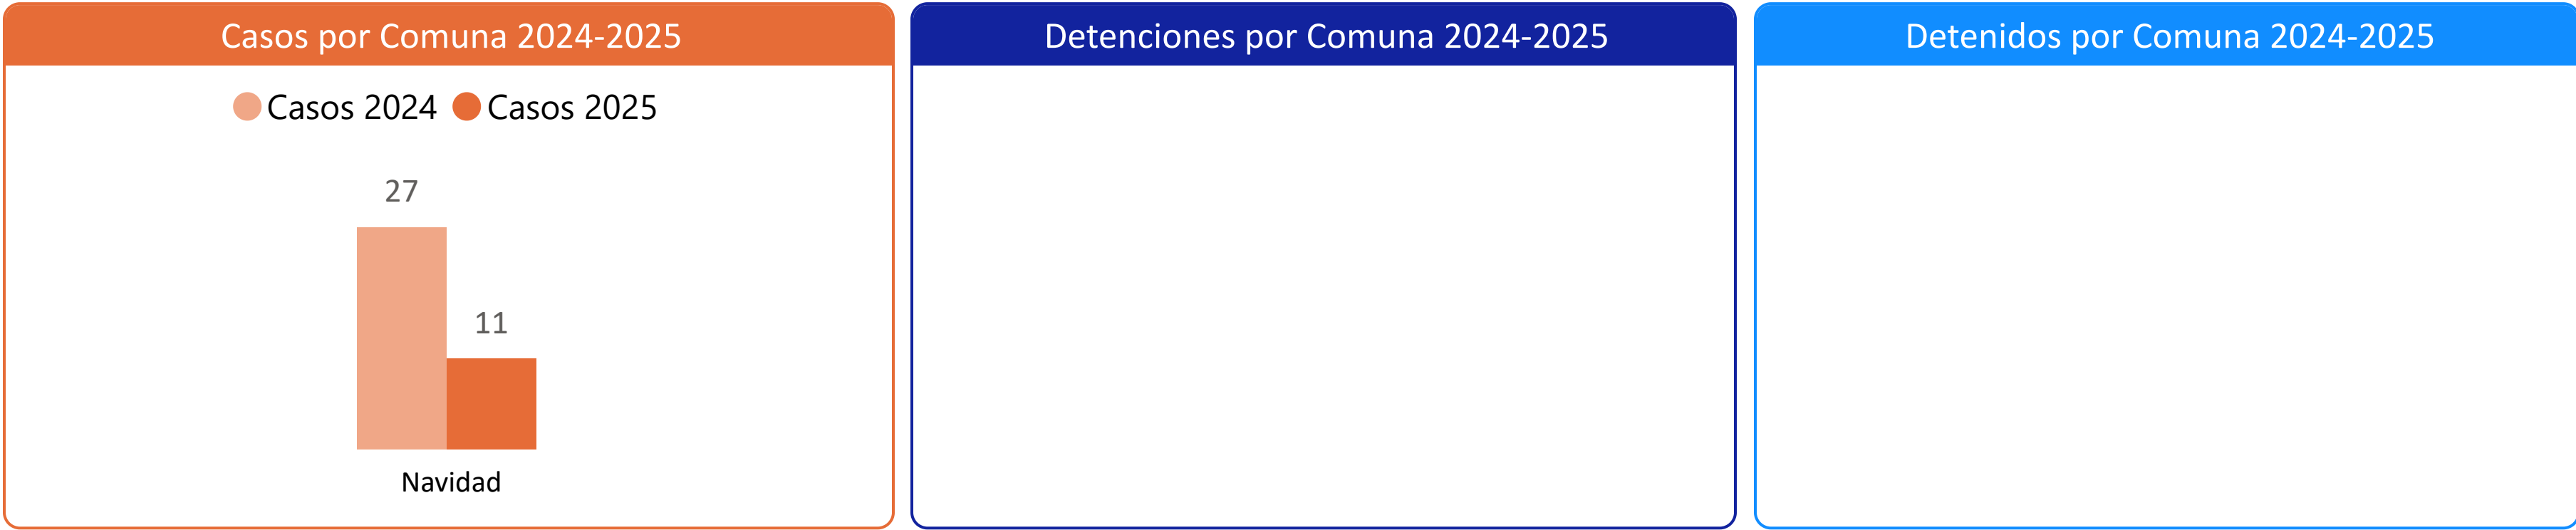 Casos por Comuna 2024-2025
Casos 2024 Casos 2025
27
11
Navidad
Detenciones por Comuna 2024-2025
Detenidos por Comuna 2024-2025